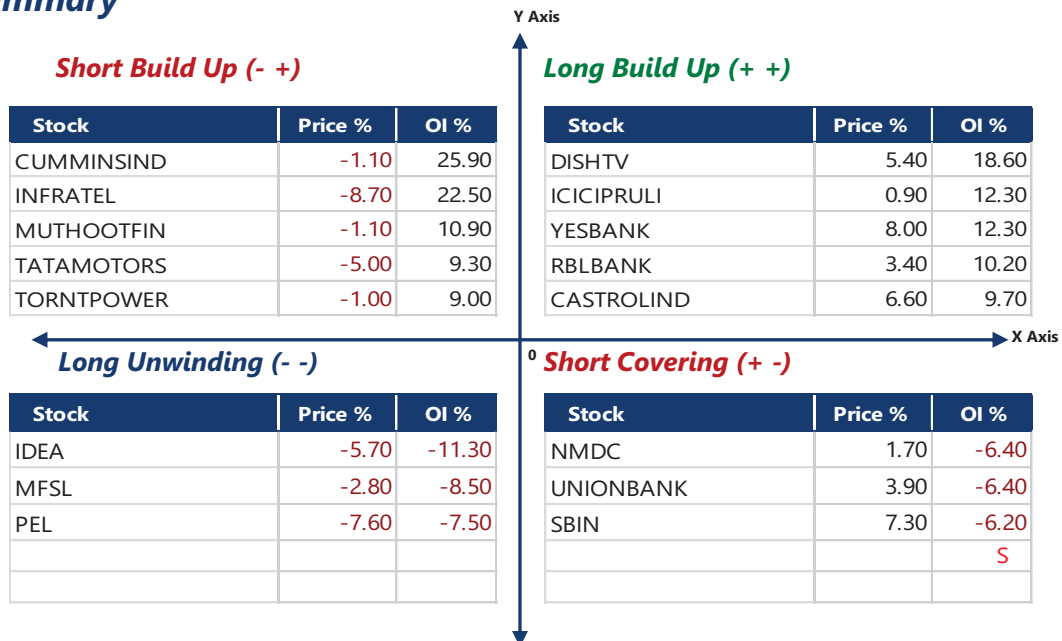 mmary
Y Axis
Short Build Up (- +)
Stock Price % OI %
CUMMINSIND -1.10 25.90
INFRATEL -8.70 22.50
MUTHOOTFIN -1.10 10.90
TATAMOTORS -5.00 9.30
TORNTPOWER -1.00 9.00
Long Build Up (+ +)
Stock Price % OI %
DISHTV 5.40 18.60
ICICIPRULI 0.90 12.30
YESBANK 8.00 12.30
RBLBANK 3.40 10.20
CASTROLIND 6.60 9.70
X Axis
0
Long Unwinding (- -)
Stock Price % OI %
IDEA -5.70 -11.30
MFSL -2.80 -8.50
PEL -7.60 -7.50
Short Covering (+ -)
Stock Price % OI %
NMDC 1.70 -6.40
UNIONBANK 3.90 -6.40
SBIN 7.30 -6.20
S